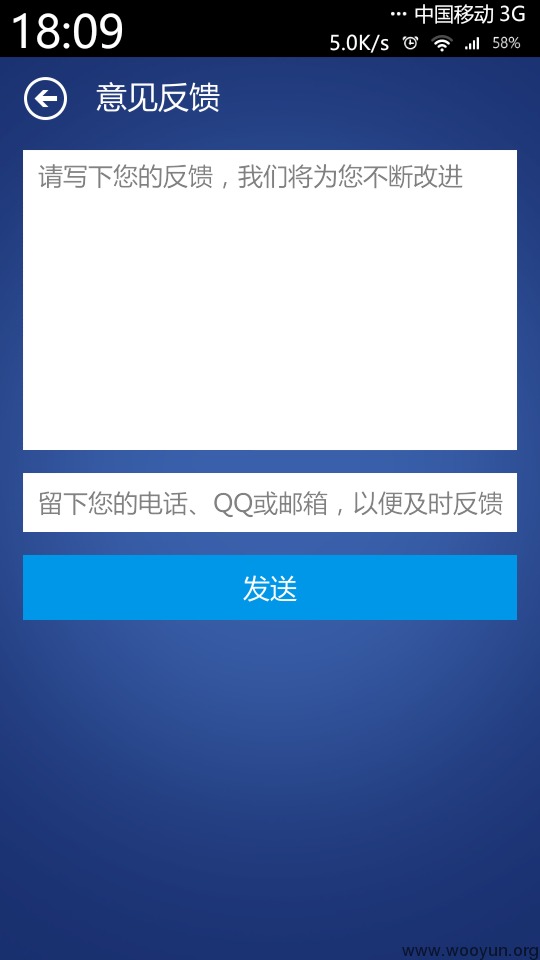 18:09
··· 中国移动 3G
5.0K/s 58%
意见反馈
请写下您的反馈，我们将为您不断改进
留下您的电话、QQ或邮箱，以便及时反馈
发送
www.wooyun.org